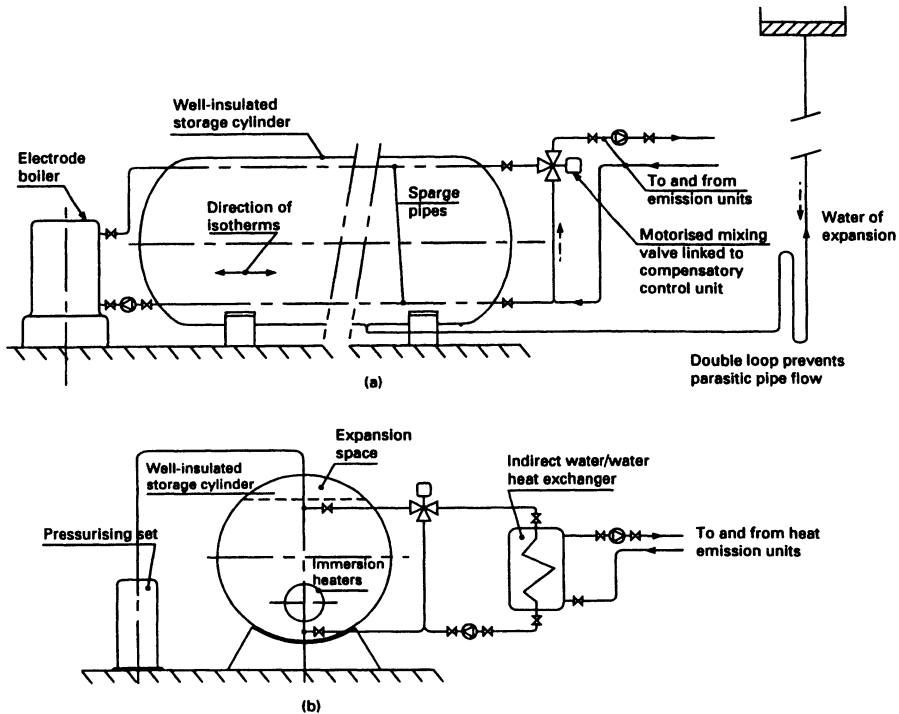 Well-insulated
storage cylinder
Electrode
boiler
Direction of
isotherms
Sparge
pipes
To and from
emission units
Motorised mixing
valve linked to
compensatory
control unit
Water of
expansion
Double loop prevents
parasitic pipe flow
(a)
Expansion
space
Well-insulated
storage cylinder
Indirect water/water
heat exchanger
Pressurising set
Immersion
heaters
To and from heat
emission units
(b)